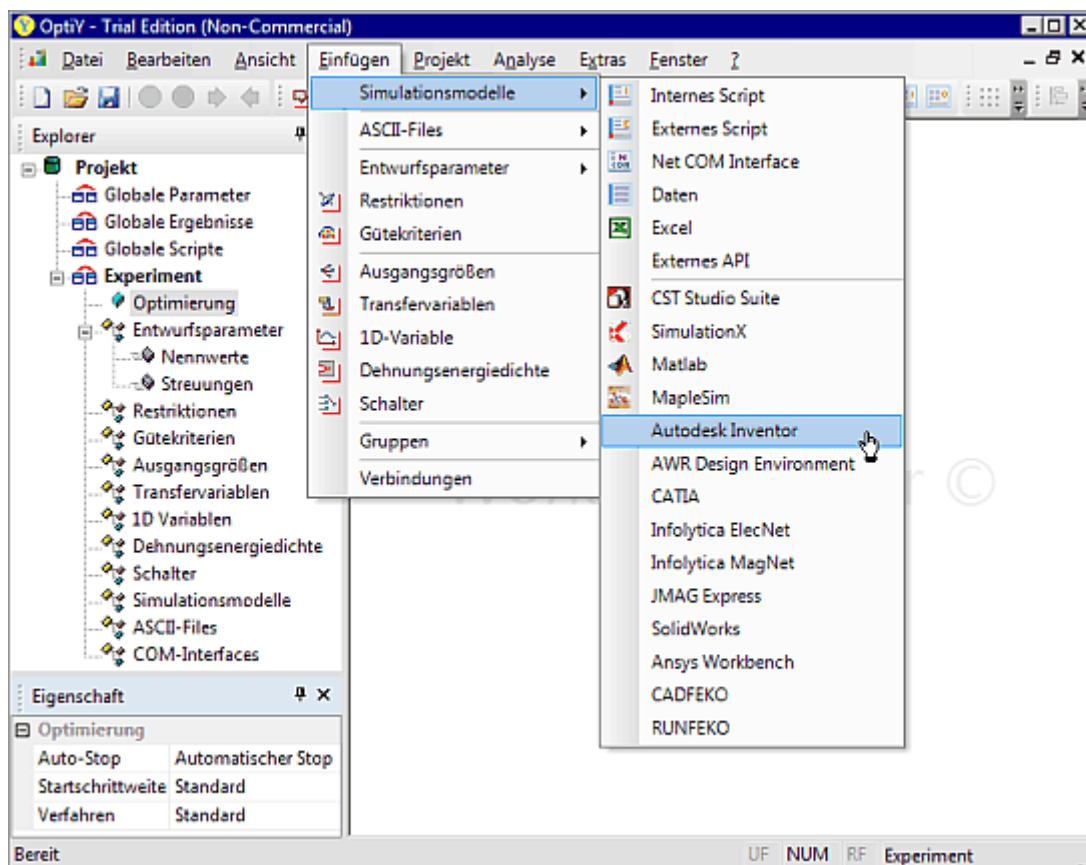 OptiY - Trial Edition (Non-Commercial)
Datei Bearbeiten Ansicht Einfügen Projekt Analyse Extras Fenster ?
Explorer
Projekt
Globale Parameter
Globale Ergebnisse
Globale Scripte
Experiment
Optimierung
Entwurfsparameter
Nennwerte
Streuungen
Restriktionen
Gütekriterien
Ausgangsgrößen
Transfervariablen
1D Variablen
Dehnungsenergiedichte
Schalter
Simulationsmodelle
ASCII-Files
COM-Interfaces
Simulationsmodelle
ASCII-Files
Entwurfsparameter
Restriktionen
Gütekriterien
Ausgangsgrößen
Transfervariablen
1D-Variable
Dehnungsenergiedichte
Schalter
Gruppen
Verbindungen
Internes Script
Externes Script
Net COM Interface
Daten
Excel
Externes API
CST Studio Suite
SimulationX
Matlab
MapleSim
Autodesk Inventor
AWR Design Environment
CATIA
Infolytica ElecNet
Infolytica MagNet
JMAG Express
SolidWorks
Ansys Workbench
CADFEKO
RUNFEKO
©
Eigenschaft
Optimierung
Auto-Stop Automatischer Stop
Startschrittweite Standard
Verfahren Standard
Bereit UF NUM RF Experiment